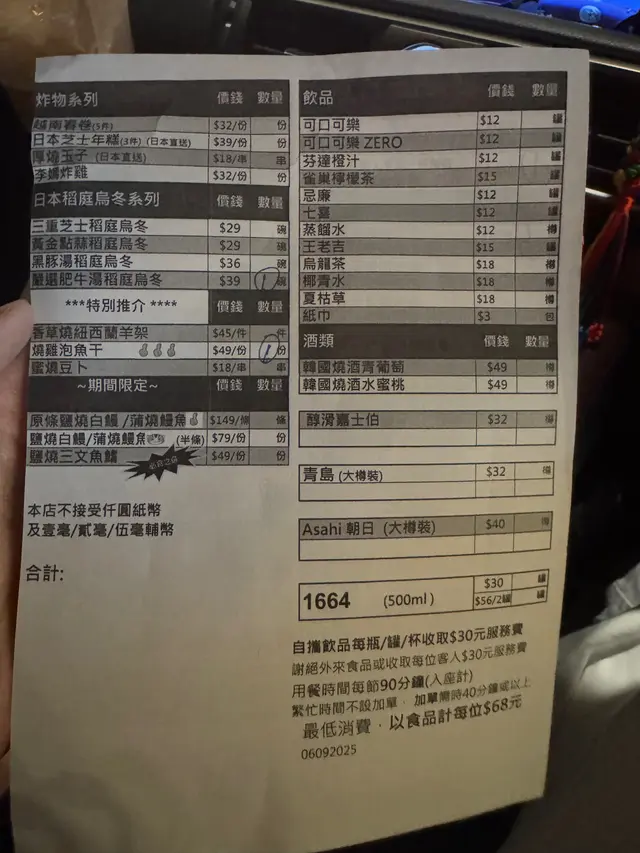 炸物系列 價錢 數量
越南春卷(5件) $32/份 份
日本芝士年糕(3件) (日本直送) $39/份 份
厚燒玉子 (日本直送) $18/串 串
李媽炸雞 $32/份 份
日本稻庭烏冬系列 價錢 數量
三重芝士稻庭烏冬 $29 碗
黃金點蒜稻庭烏冬 $29 碗
黑豚湯稻庭烏冬 $36 碗
嚴選肥牛湯稻庭烏冬 $39 1 碗
***特別推介 **** 價錢 數量
香草燒紐西蘭羊架 $45/件 件
燒雞泡魚干 $49/份 1 份
蜜燒豆卜 $18/串 串
~期間限定~ 價錢 數量
原條鹽燒白鰻 /蒲燒鰻魚 $149/條 條
鹽燒白鰻/蒲燒鰻魚 (半條) $79/份 份
鹽燒三文魚鰭 $49/份 份
本店不接受仟圓紙幣
及壹毫/貳毫/伍毫輔幣
合計:
飲品 價錢 數量
可口可樂 $12 罐
可口可樂 ZERO $12 罐
芬達橙汁 $12 罐
雀巢檸檬茶 $15 罐
忌廉 $12 罐
七喜 $12 罐
蒸餾水 $12 樽
王老吉 $15 罐
烏龍茶 $18 樽
椰青水 $18 樽
夏枯草 $18 樽
紙巾 $3 包
酒類 價錢 數量
韓國燒酒青葡萄 $49 樽
韓國燒酒水蜜桃 $49 樽
醇滑嘉士伯 $32 樽
青島 (大樽裝) $32 樽
Asahi 朝日 (大樽裝) $40 樽
1664 (500ml) $30 罐
$56/2罐 罐
自攜飲品每瓶/罐/杯收取$30元服務費
謝絕外來食品或收取每位客人$30元服務費
用餐時間每節90分鐘(入座計)
繁忙時間不設加單， 加單需時40分鐘或以上
最低消費，以食品計每位$68元
06092025